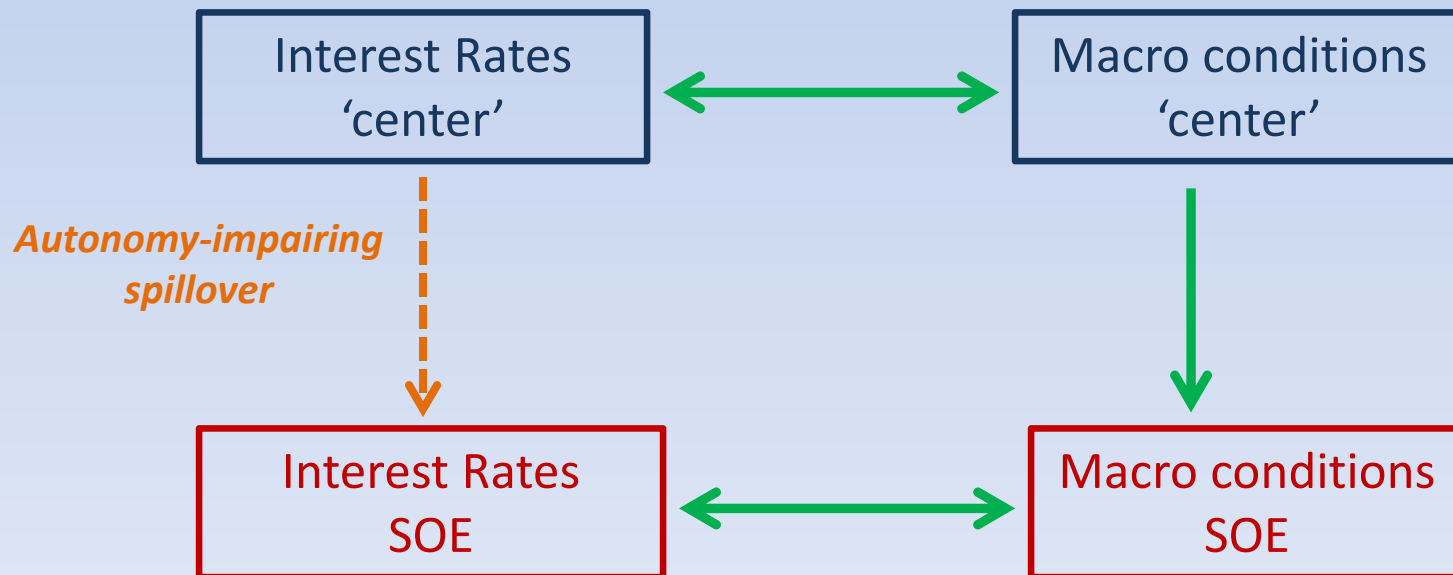 Interest Rates
‘center’
Macro conditions
‘center’
Autonomy-impairing
spillover
Interest Rates
SOE
Macro conditions
SOE